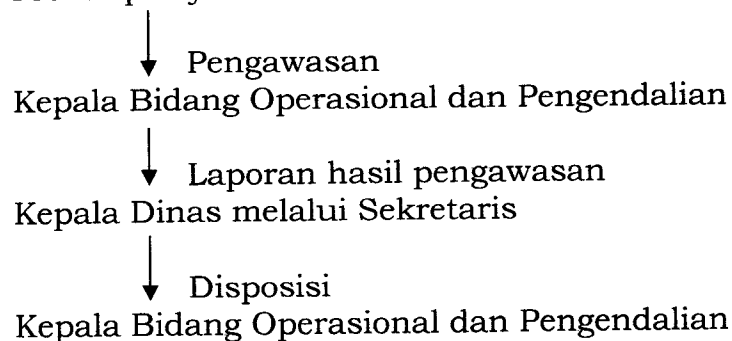 Pengawasan
Kepala Bidang Operasional dan Pengendalian
Laporan hasil pengawasan
Kepala Dinas melalui Sekretaris
Disposisi
Kepala Bidang Operasional dan Pengendalian